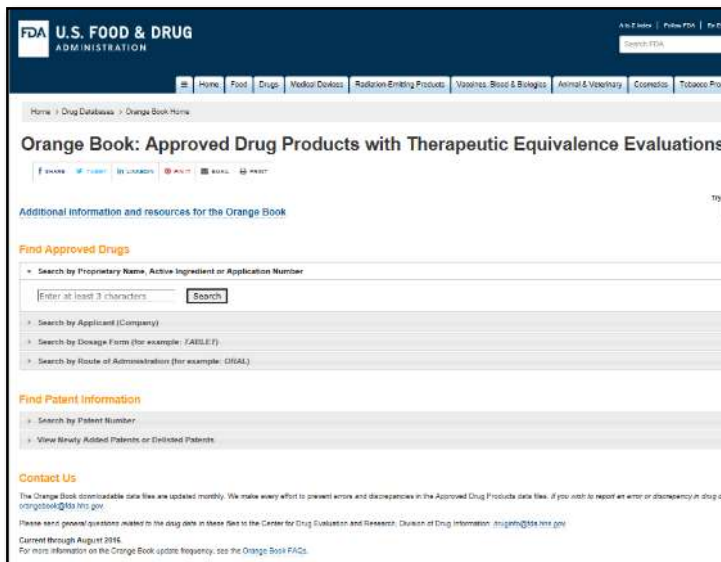 FDA U.S. FOOD & DRUG
ADMINISTRATION
A to Z Index | Follow FDA | En E
Search FDA
Home Food Drugs Medical Devices Radiation-Emitting Products Vaccines, Blood & Biologics Animal & Veterinary Cosmetics Tobacco Pro
Home > Drug Databases > Orange Book Home
Orange Book: Approved Drug Products with Therapeutic Equivalence Evaluations
SHARE TWEET LINKEDIN PIN IT EMAIL PRINT
Try
Additional information and resources for the Orange Book
Find Approved Drugs
Search by Proprietary Name, Active Ingredient or Application Number
Enter at least 3 characters Search
Search by Applicant (Company)
Search by Dosage Form (for example: TABLET)
Search by Route of Administration (for example: ORAL)
Find Patent Information
Search by Patent Number
View Newly Added Patents or Delisted Patents
Contact Us
The Orange Book downloadable data files are updated monthly. We make every effort to prevent errors and discrepancies in the Approved Drug Products data files. If you wish to report an error or discrepancy in drug
orangebook@fda.hhs.gov.
Please send general questions related to the drug data in these files to the Center for Drug Evaluation and Research, Division of Drug Information: druginfo@fda.hhs.gov
Current through August 2016.
For more information on the Orange Book update frequency, see the Orange Book FAQs.